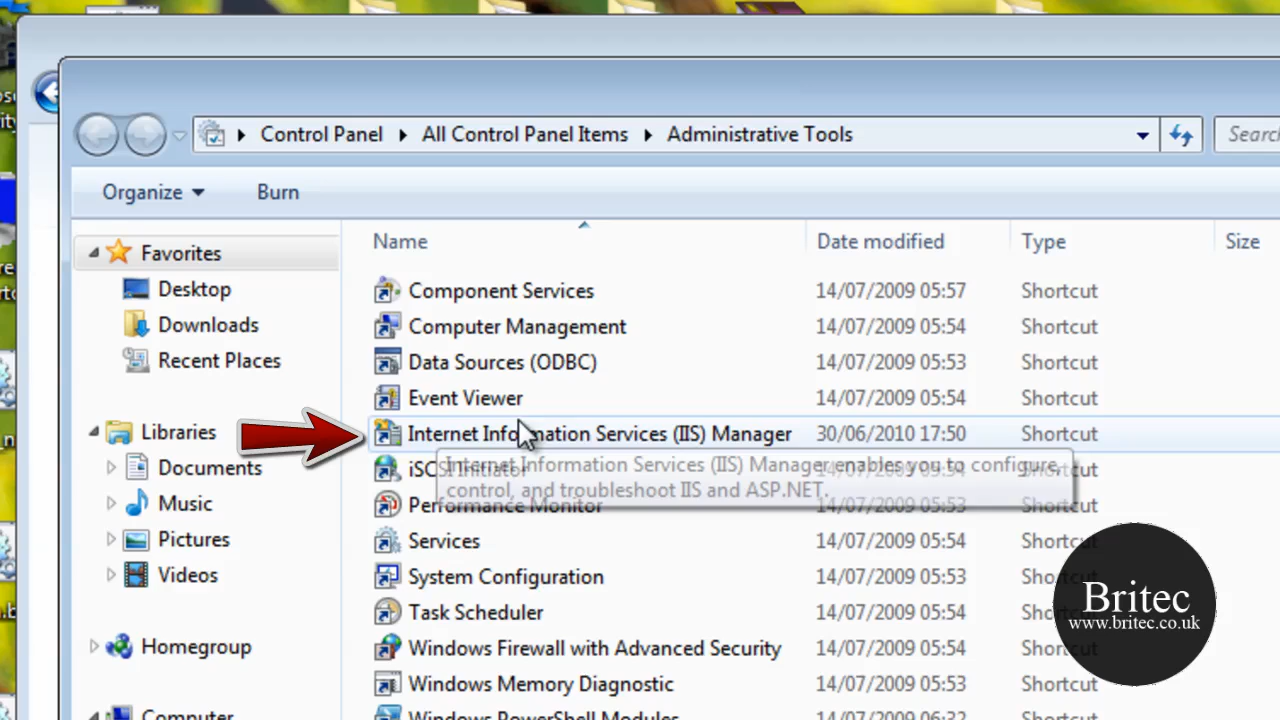 Control Panel All Control Panel Items Administrative Tools
Organize Burn
Name Date modified Type Size
Favorites
Desktop
Downloads
Recent Places
Libraries
Documents
Music
Pictures
Videos
Homegroup
Computer
Component Services 14/07/2009 05:57 Shortcut
Computer Management 14/07/2009 05:54 Shortcut
Data Sources (ODBC) 14/07/2009 05:53 Shortcut
Event Viewer 14/07/2009 05:54 Shortcut
Internet Information Services (IIS) Manager 30/06/2010 17:50 Shortcut
iSCSI Initiator 14/07/2009 05:54 Shortcut
Internet Information Services (IIS) Manager enables you to configure,
control, and troubleshoot IIS and ASP.NET.
Performance Monitor 14/07/2009 05:53 Shortcut
Services 14/07/2009 05:54 Shortcut
System Configuration 14/07/2009 05:53
Task Scheduler 14/07/2009 05:54
Windows Firewall with Advanced Security 14/07/2009 05:54
Windows Memory Diagnostic 14/07/2009 05:53
Windows PowerShell Modules 14/07/2009 06:32
Britec
www.britec.co.uk